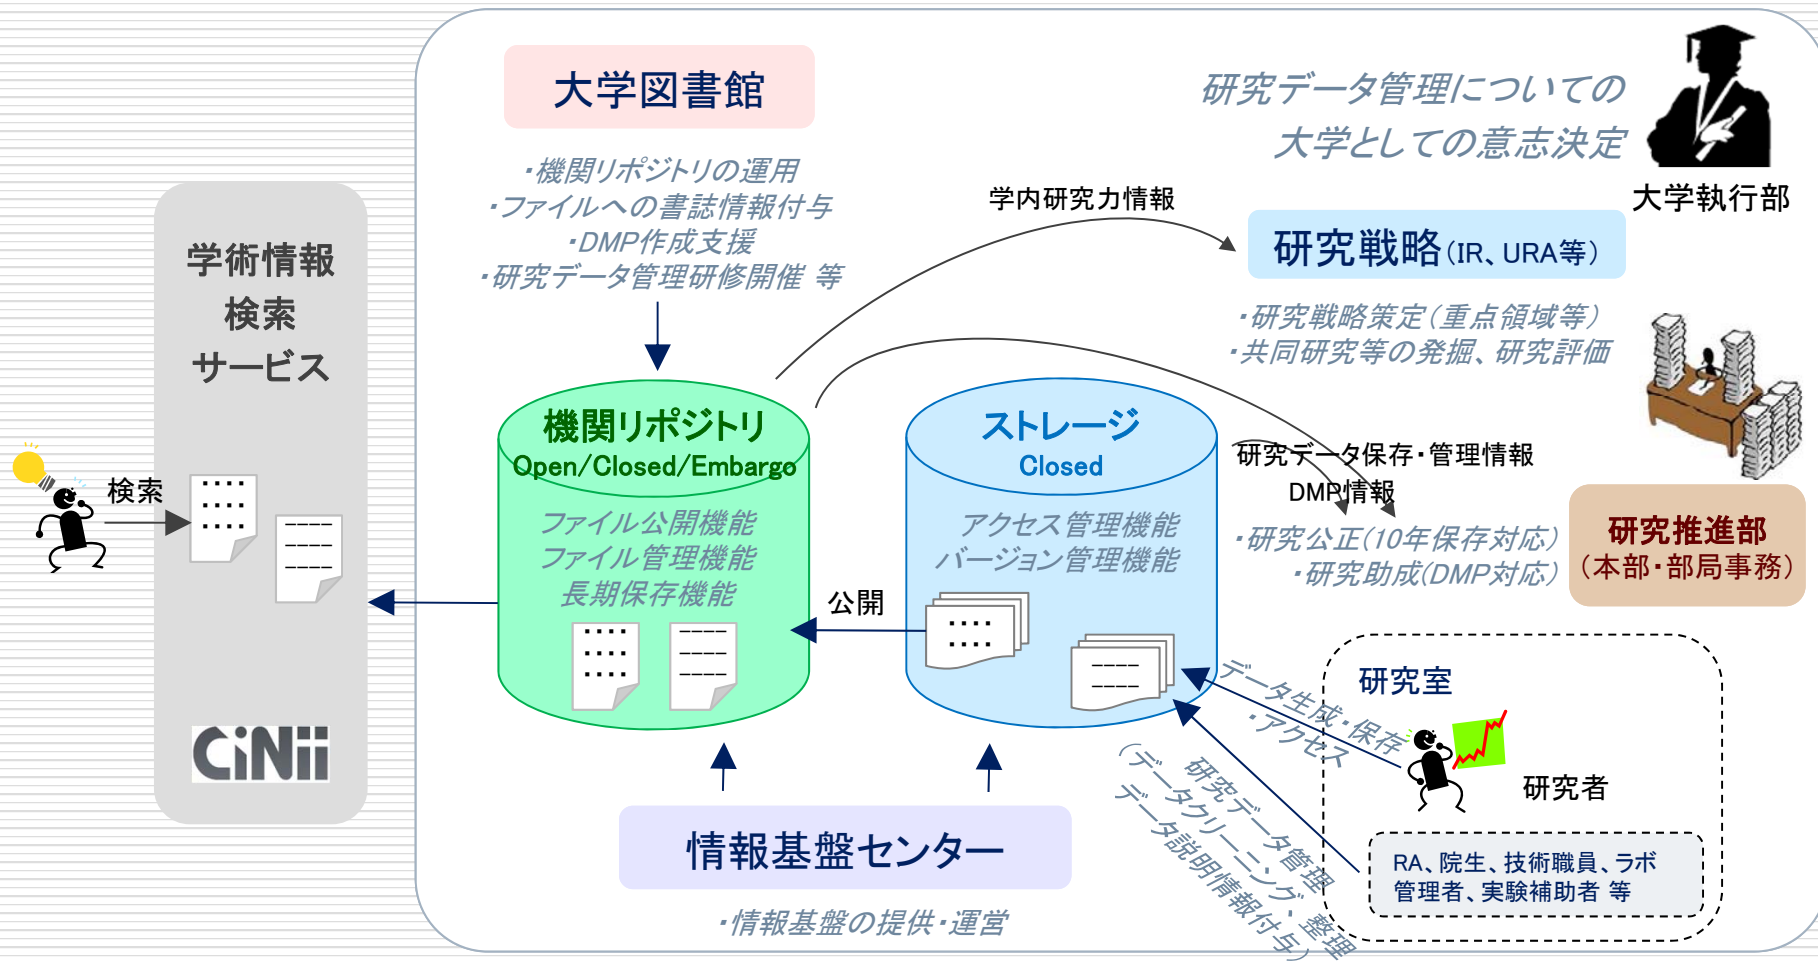 大学図書館
・機関リポジトリの運用
・ファイルへの書誌情報付与
・DMP作成支援
・研究データ管理研修開催 等
研究データ管理についての
大学としての意志決定
大学執行部
学内研究力情報
研究戦略(IR、URA等)
・研究戦略策定(重点領域等)
・共同研究等の発掘、研究評価
学術情報
検索
サービス
検索
CiNii
機関リポジトリ
Open/Closed/Embargo
ファイル公開機能
ファイル管理機能
長期保存機能
公開
ストレージ
Closed
アクセス管理機能
バージョン管理機能
研究データ保存・管理情報
DMP情報
・研究公正(10年保存対応)
・研究助成(DMP対応)
研究推進部
(本部・部局事務)
データ生成・保存
・アクセス
研究データ管理
(データクリーニング、整理
データ説明情報付与)
研究室
研究者
RA、院生、技術職員、ラボ
管理者、実験補助者 等
情報基盤センター
・情報基盤の提供・運営